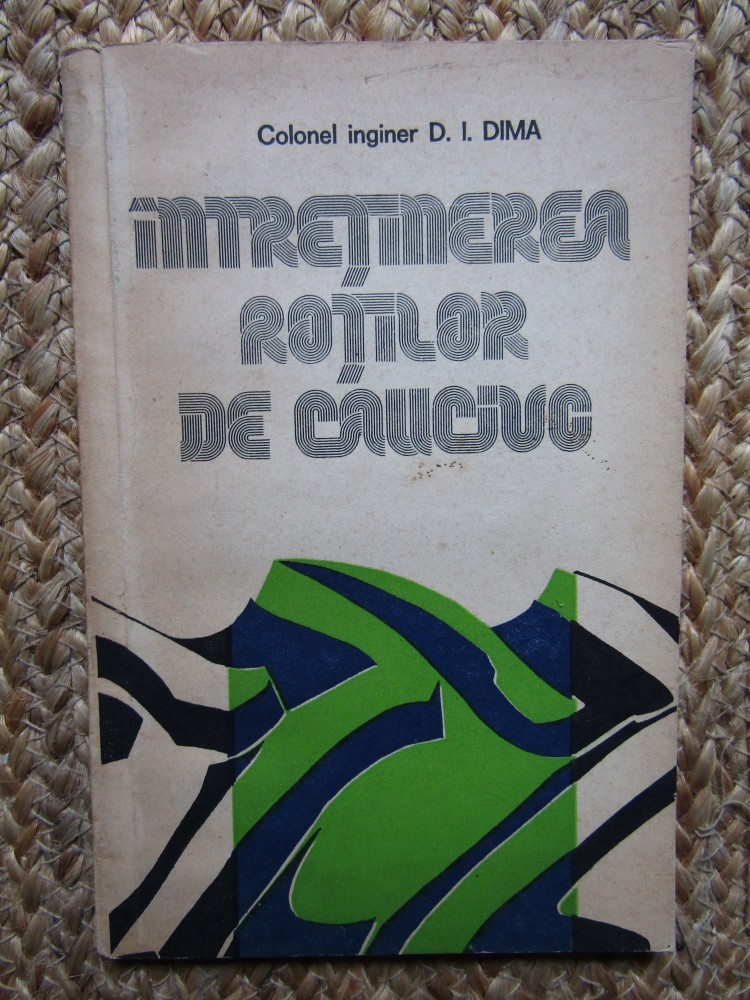 Colonel inginer D. I. DIMA
ÎNTREȚINEREA
ROȚILOR
DE CAUCIUC